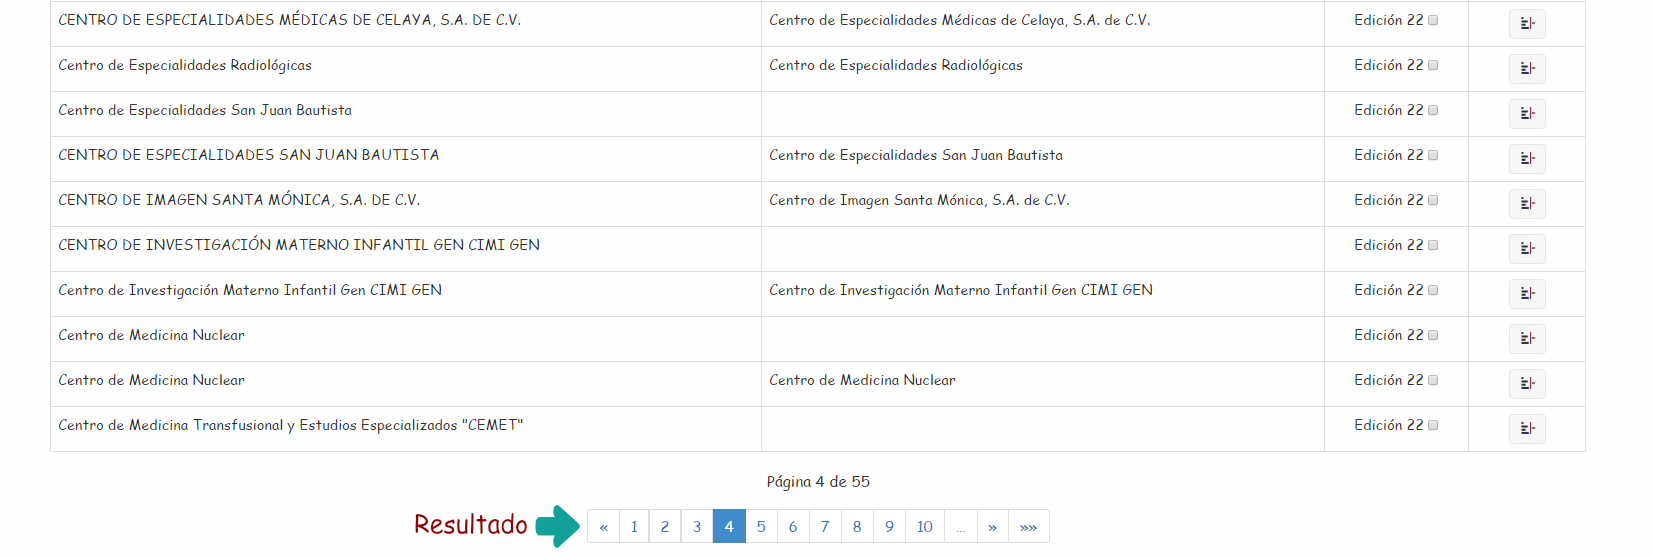 CENTRO DE ESPECIALIDADES MÉDICAS DE CELAYA, S.A. DE C.V. Centro de Especialidades Médicas de Celaya, S.A. de C.V. Edición 22
Centro de Especialidades Radiológicas Centro de Especialidades Radiológicas Edición 22
Centro de Especialidades San Juan Bautista Edición 22
CENTRO DE ESPECIALIDADES SAN JUAN BAUTISTA Centro de Especialidades San Juan Bautista Edición 22
CENTRO DE IMAGEN SANTA MÓNICA, S.A. DE C.V. Centro de Imagen Santa Mónica, S.A. de C.V. Edición 22
CENTRO DE INVESTIGACIÓN MATERNO INFANTIL GEN CIMI GEN Edición 22
Centro de Investigación Materno Infantil Gen CIMI GEN Centro de Investigación Materno Infantil Gen CIMI GEN Edición 22
Centro de Medicina Nuclear Edición 22
Centro de Medicina Nuclear Centro de Medicina Nuclear Edición 22
Centro de Medicina Transfusional y Estudios Especializados "CEMET" Edición 22
Página 4 de 55
Resultado « 1 2 3 4 5 6 7 8 9 10 ... » »»